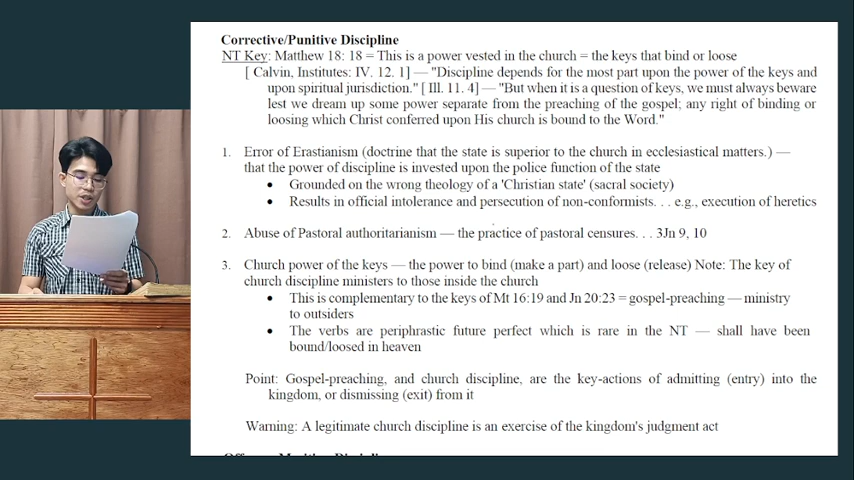 Corrective/Punitive Discipline
NT Key: Matthew 18: 18 = This is a power vested in the church = the keys that bind or loose
[ Calvin, Institutes: IV. 12. 1] — "Discipline depends for the most part upon the power of the keys and
upon spiritual jurisdiction." [ Ill. 11. 4] — "But when it is a question of keys, we must always beware
lest we dream up some power separate from the preaching of the gospel; any right of binding or
loosing which Christ conferred upon His church is bound to the Word."
1. Error of Erastianism (doctrine that the state is superior to the church in ecclesiastical matters.) —
that the power of discipline is invested upon the police function of the state
• Grounded on the wrong theology of a 'Christian state' (sacral society)
• Results in official intolerance and persecution of non-conformists. . . e.g., execution of heretics
2. Abuse of Pastoral authoritarianism — the practice of pastoral censures. . . 3Jn 9, 10
3. Church power of the keys — the power to bind (make a part) and loose (release) Note: The key of
church discipline ministers to those inside the church
• This is complementary to the keys of Mt 16:19 and Jn 20:23 = gospel-preaching — ministry
to outsiders
• The verbs are periphrastic future perfect which is rare in the NT — shall have been
bound/loosed in heaven
Point: Gospel-preaching, and church discipline, are the key-actions of admitting (entry) into the
kingdom, or dismissing (exit) from it
Warning: A legitimate church discipline is an exercise of the kingdom's judgment act